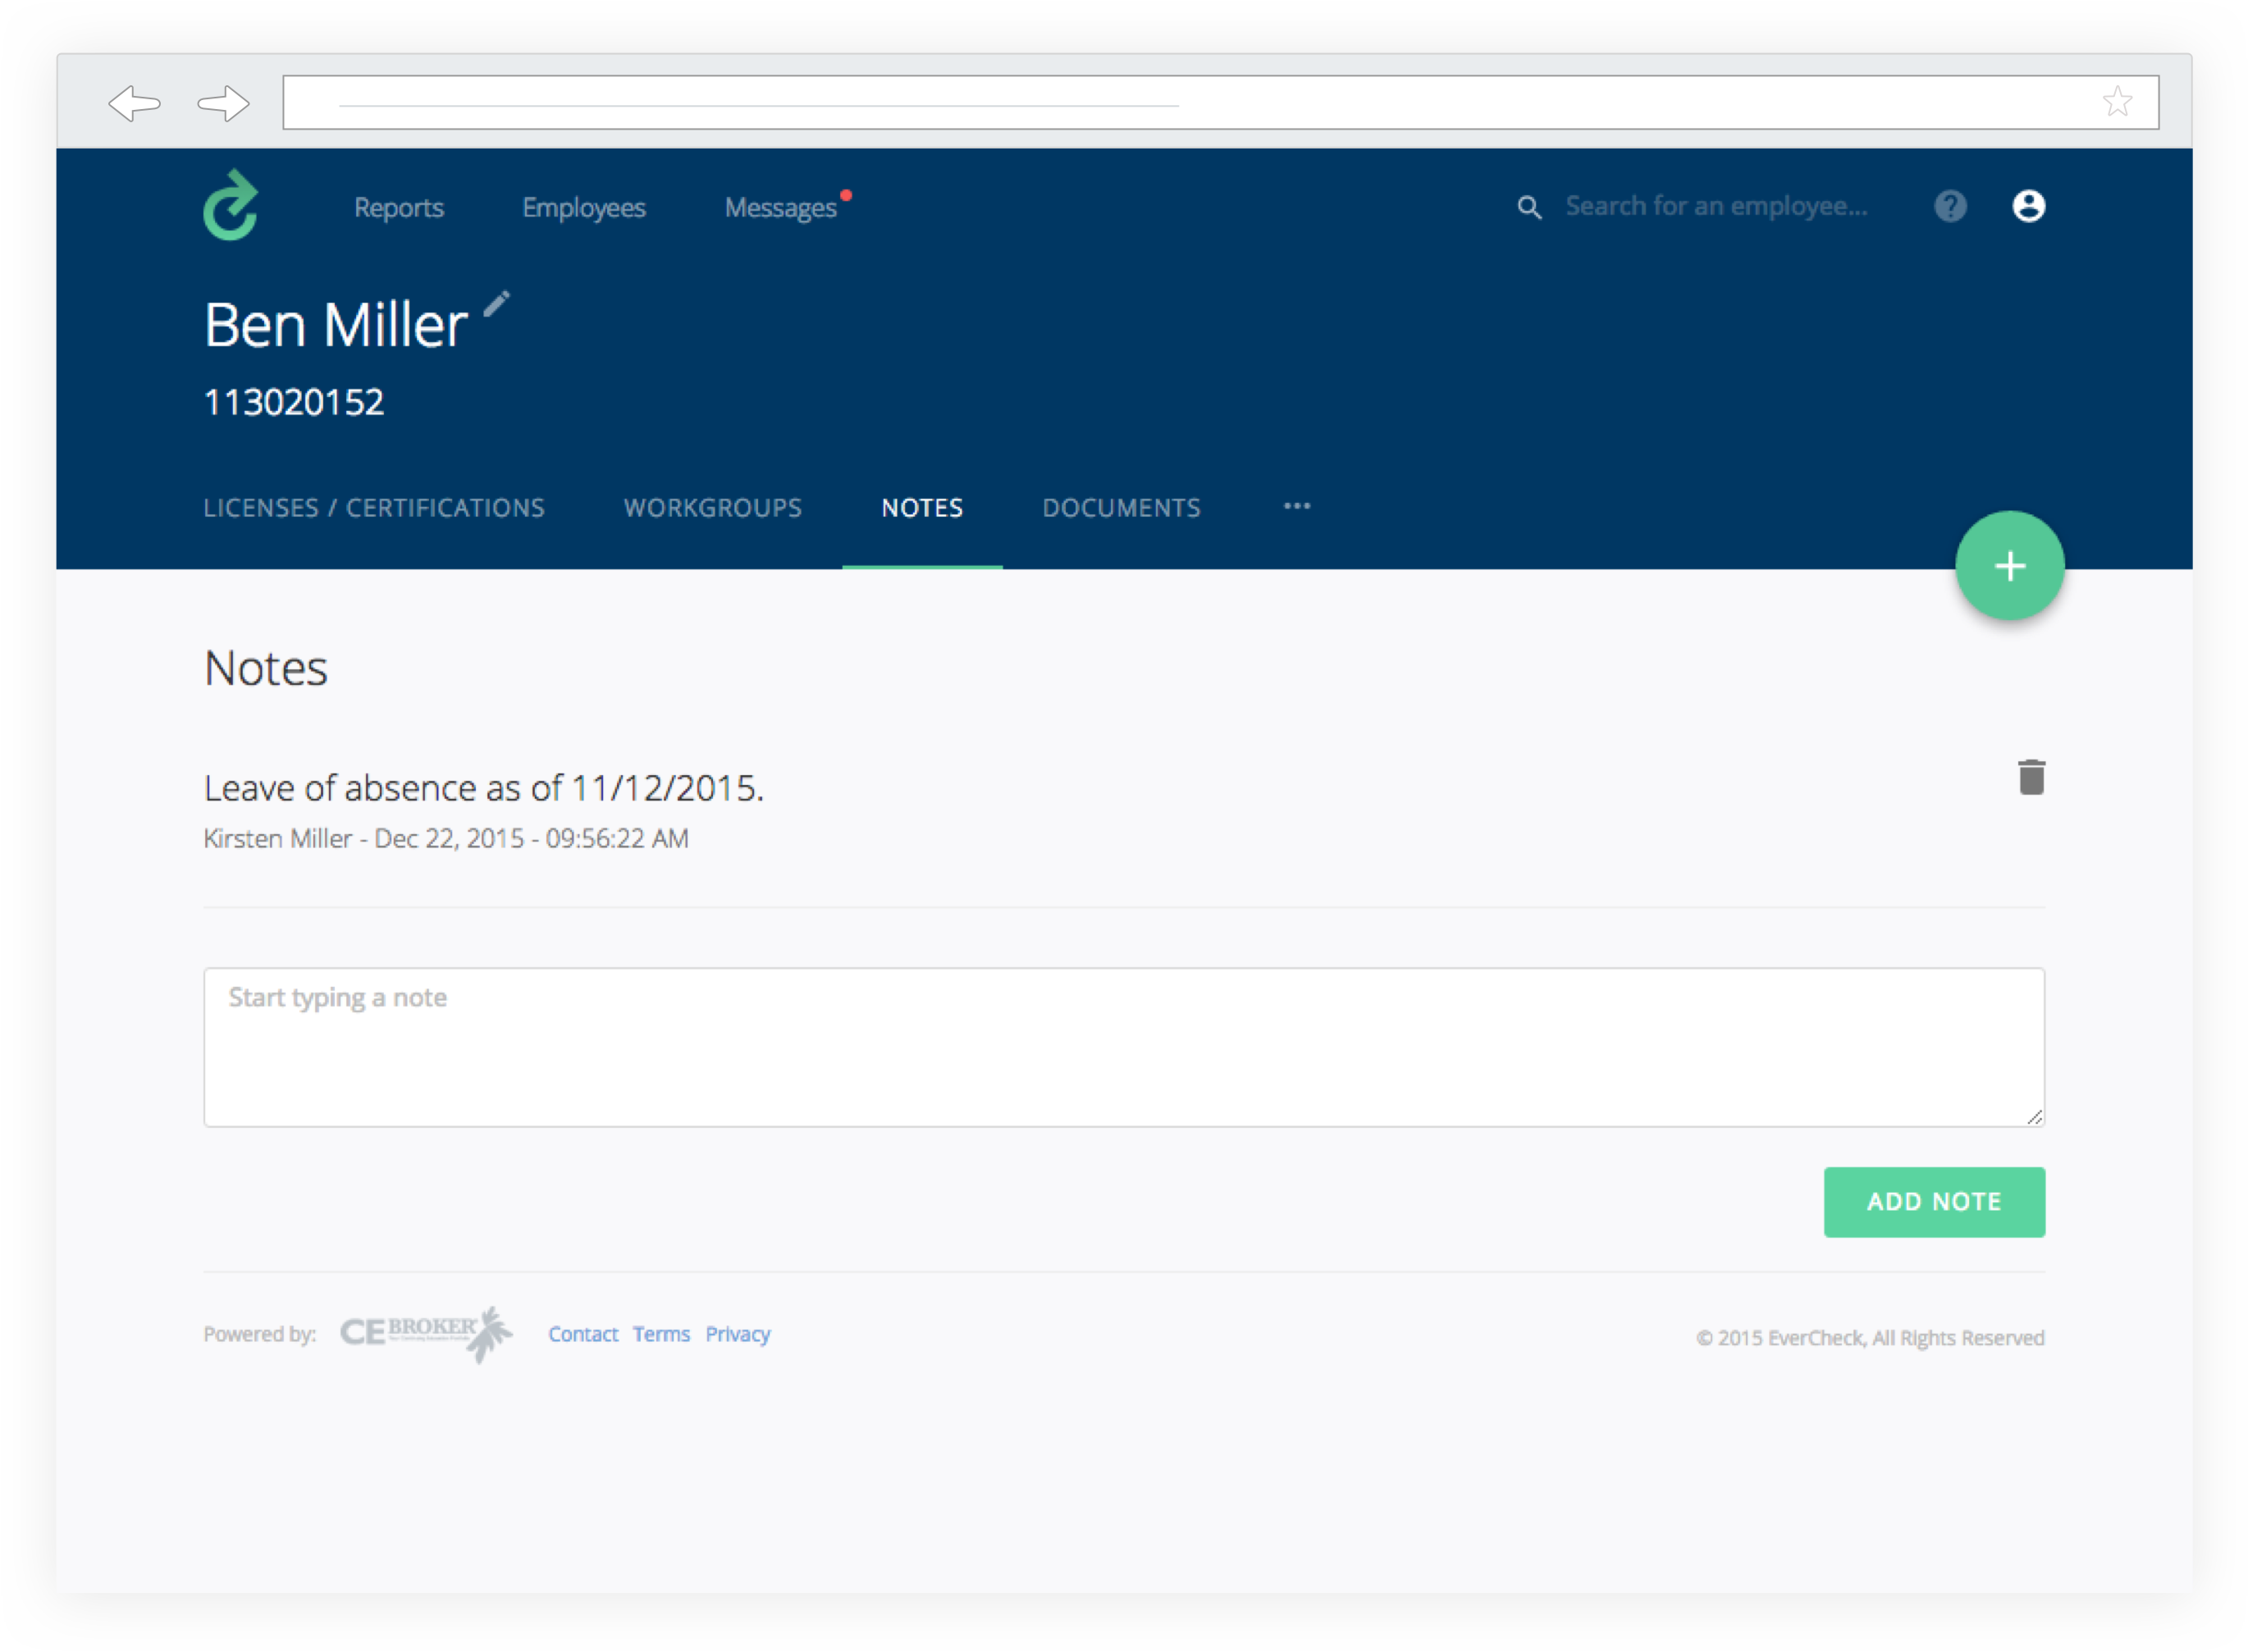 Reports Employees Messages
Search for an employee...
Ben Miller
113020152
LICENSES / CERTIFICATIONS WORKGROUPS NOTES DOCUMENTS ...
Notes
Leave of absence as of 11/12/2015.
Kirsten Miller - Dec 22, 2015 - 09:56:22 AM
Start typing a note
ADD NOTE
Powered by: CE BROKER Contact Terms Privacy
© 2015 EverCheck, All Rights Reserved